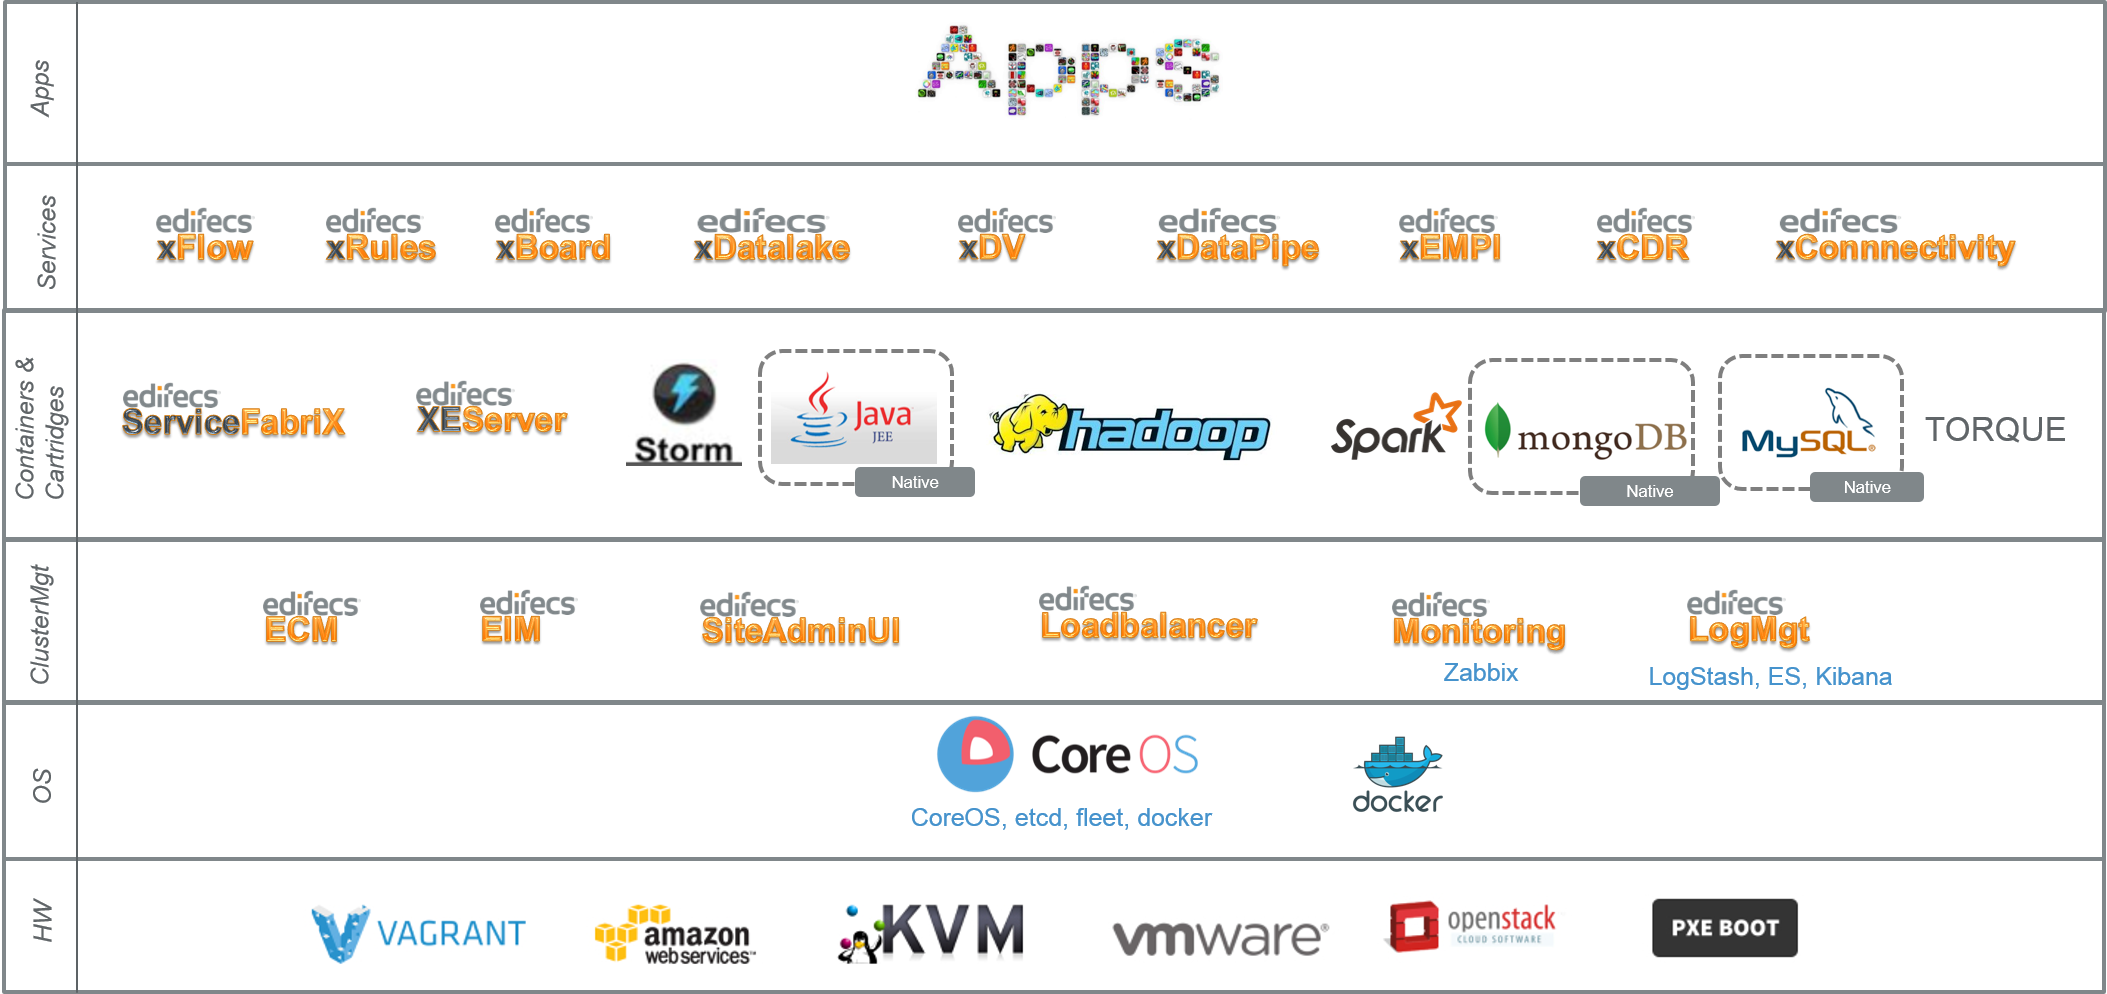 Apps
Apps
Services
edifecs
xFlow
edifecs
xRules
edifecs
xBoard
edifecs
xDatalake
edifecs
xDV
edifecs
xDataPipe
edifecs
xEMPI
edifecs
xCDR
edifecs
xConnnectivity
Containers &
Cartridges
edifecs
ServiceFabriX
edifecs
XEServer
Storm
Java
JEE
Native
hadoop
Spark
mongoDB
Native
MySQL®
Native
TORQUE
ClusterMgt
edifecs
ECM
edifecs
EIM
edifecs
SiteAdminUI
edifecs
Loadbalancer
edifecs
Monitoring
Zabbix
edifecs
LogMgt
LogStash, ES, Kibana
OS
CoreOS
CoreOS, etcd, fleet, docker
docker
HW
VAGRANT
amazon
web services™
KVM
vmware®
openstack
CLOUD SOFTWARE
PXE BOOT